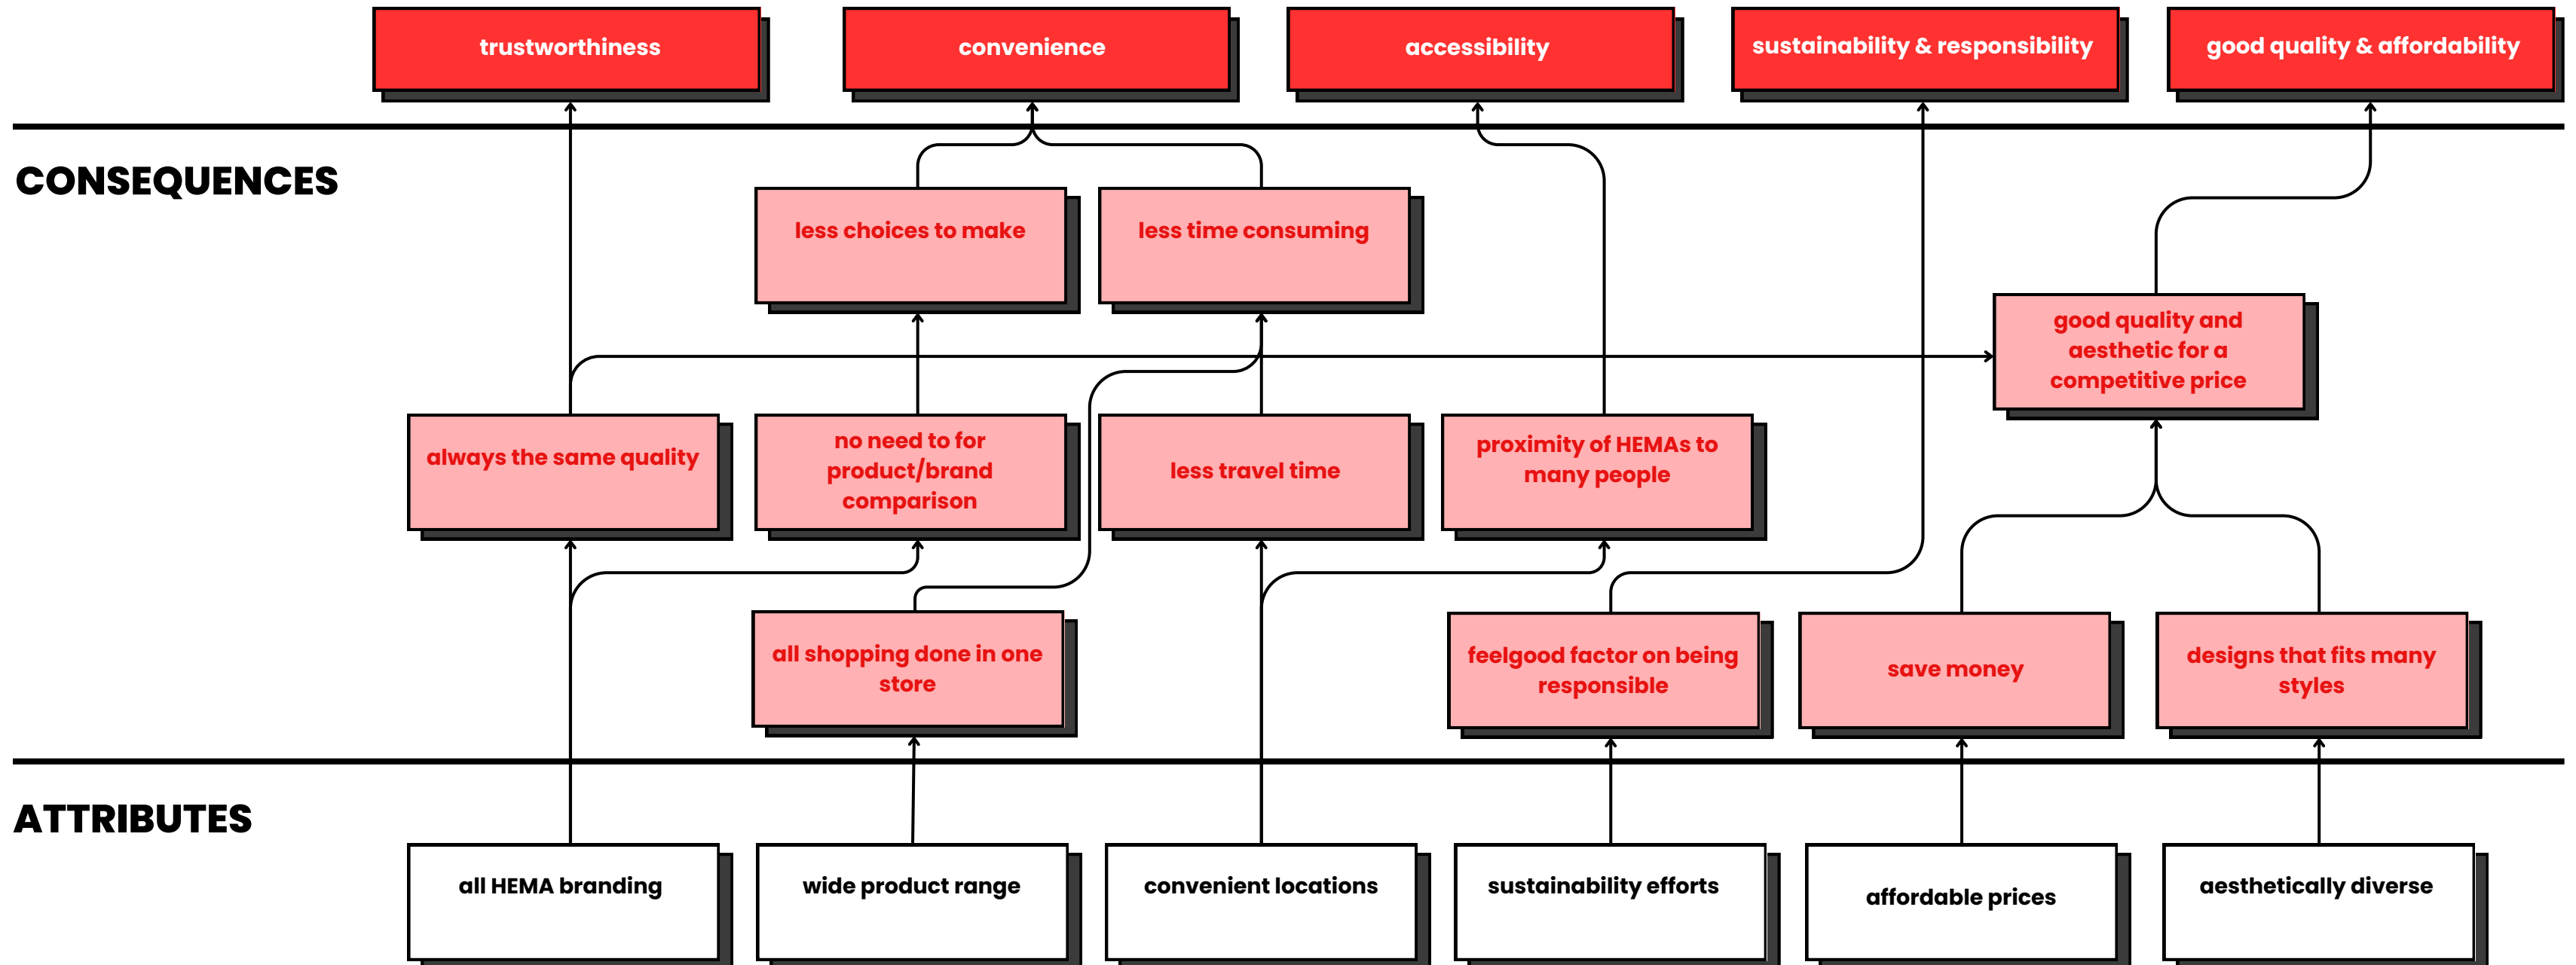 trustworthiness
convenience
accessibility
sustainability & responsibility
good quality & affordability
CONSEQUENCES
less choices to make
less time consuming
good quality and
aesthetic for a
competitive price
always the same quality
no need to for
product/brand
comparison
less travel time
proximity of HEMAs to
many people
all shopping done in one
store
feelgood factor on being
responsible
save money
designs that fits many
styles
ATTRIBUTES
all HEMA branding
wide product range
convenient locations
sustainability efforts
affordable prices
aesthetically diverse